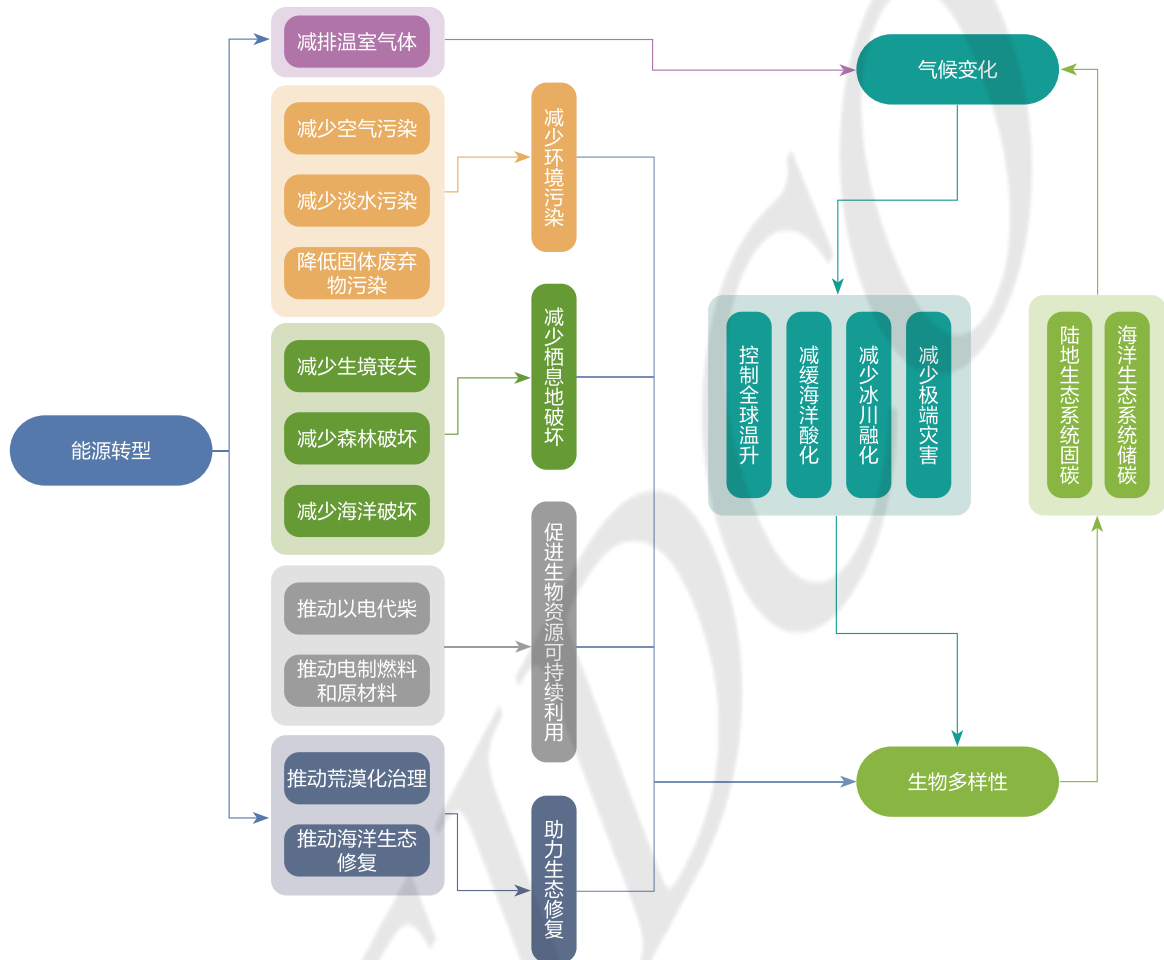 减排温室气体
气候变化
减少空气污染
减少淡水污染
降低固体废弃
物污染
减少环境污染
减少生境丧失
减少森林破坏
减少海洋破坏
减少栖息地破坏
能源转型
控制全球温升
减缓海洋酸化
减少冰川融化
减少极端灾害
陆地生态系统固碳
海洋生态系统储碳
推动以电代柴
推动电制燃料
和原材料
促进生物资源可持续利用
推动荒漠化治理
推动海洋生态
修复
助力生态修复
生物多样性